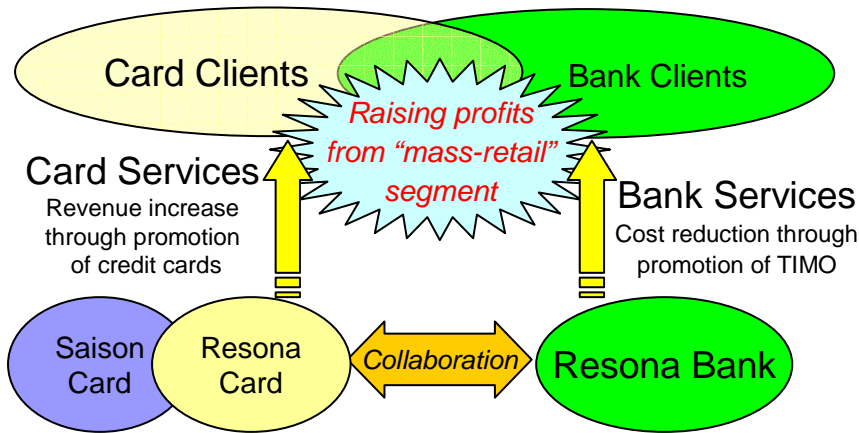 Card Clients
Bank Clients
Raising profits
from “mass-retail”
segment
Card Services
Revenue increase
through promotion
of credit cards
Bank Services
Cost reduction through
promotion of TIMO
Saison
Card
Resona
Card
Collaboration
Resona Bank